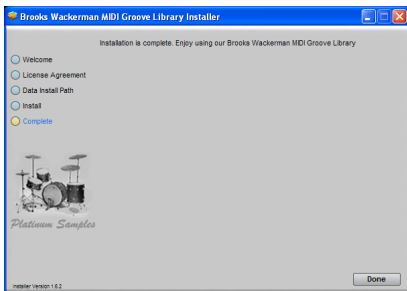 Brooks Wackerman MIDI Groove Library Installer
Installation is complete. Enjoy using our Brooks Wackerman MIDI Groove Library
Welcome
License Agreement
Data Install Path
Install
Complete
Platinum Samples
Done
Installer Version 1.6.2